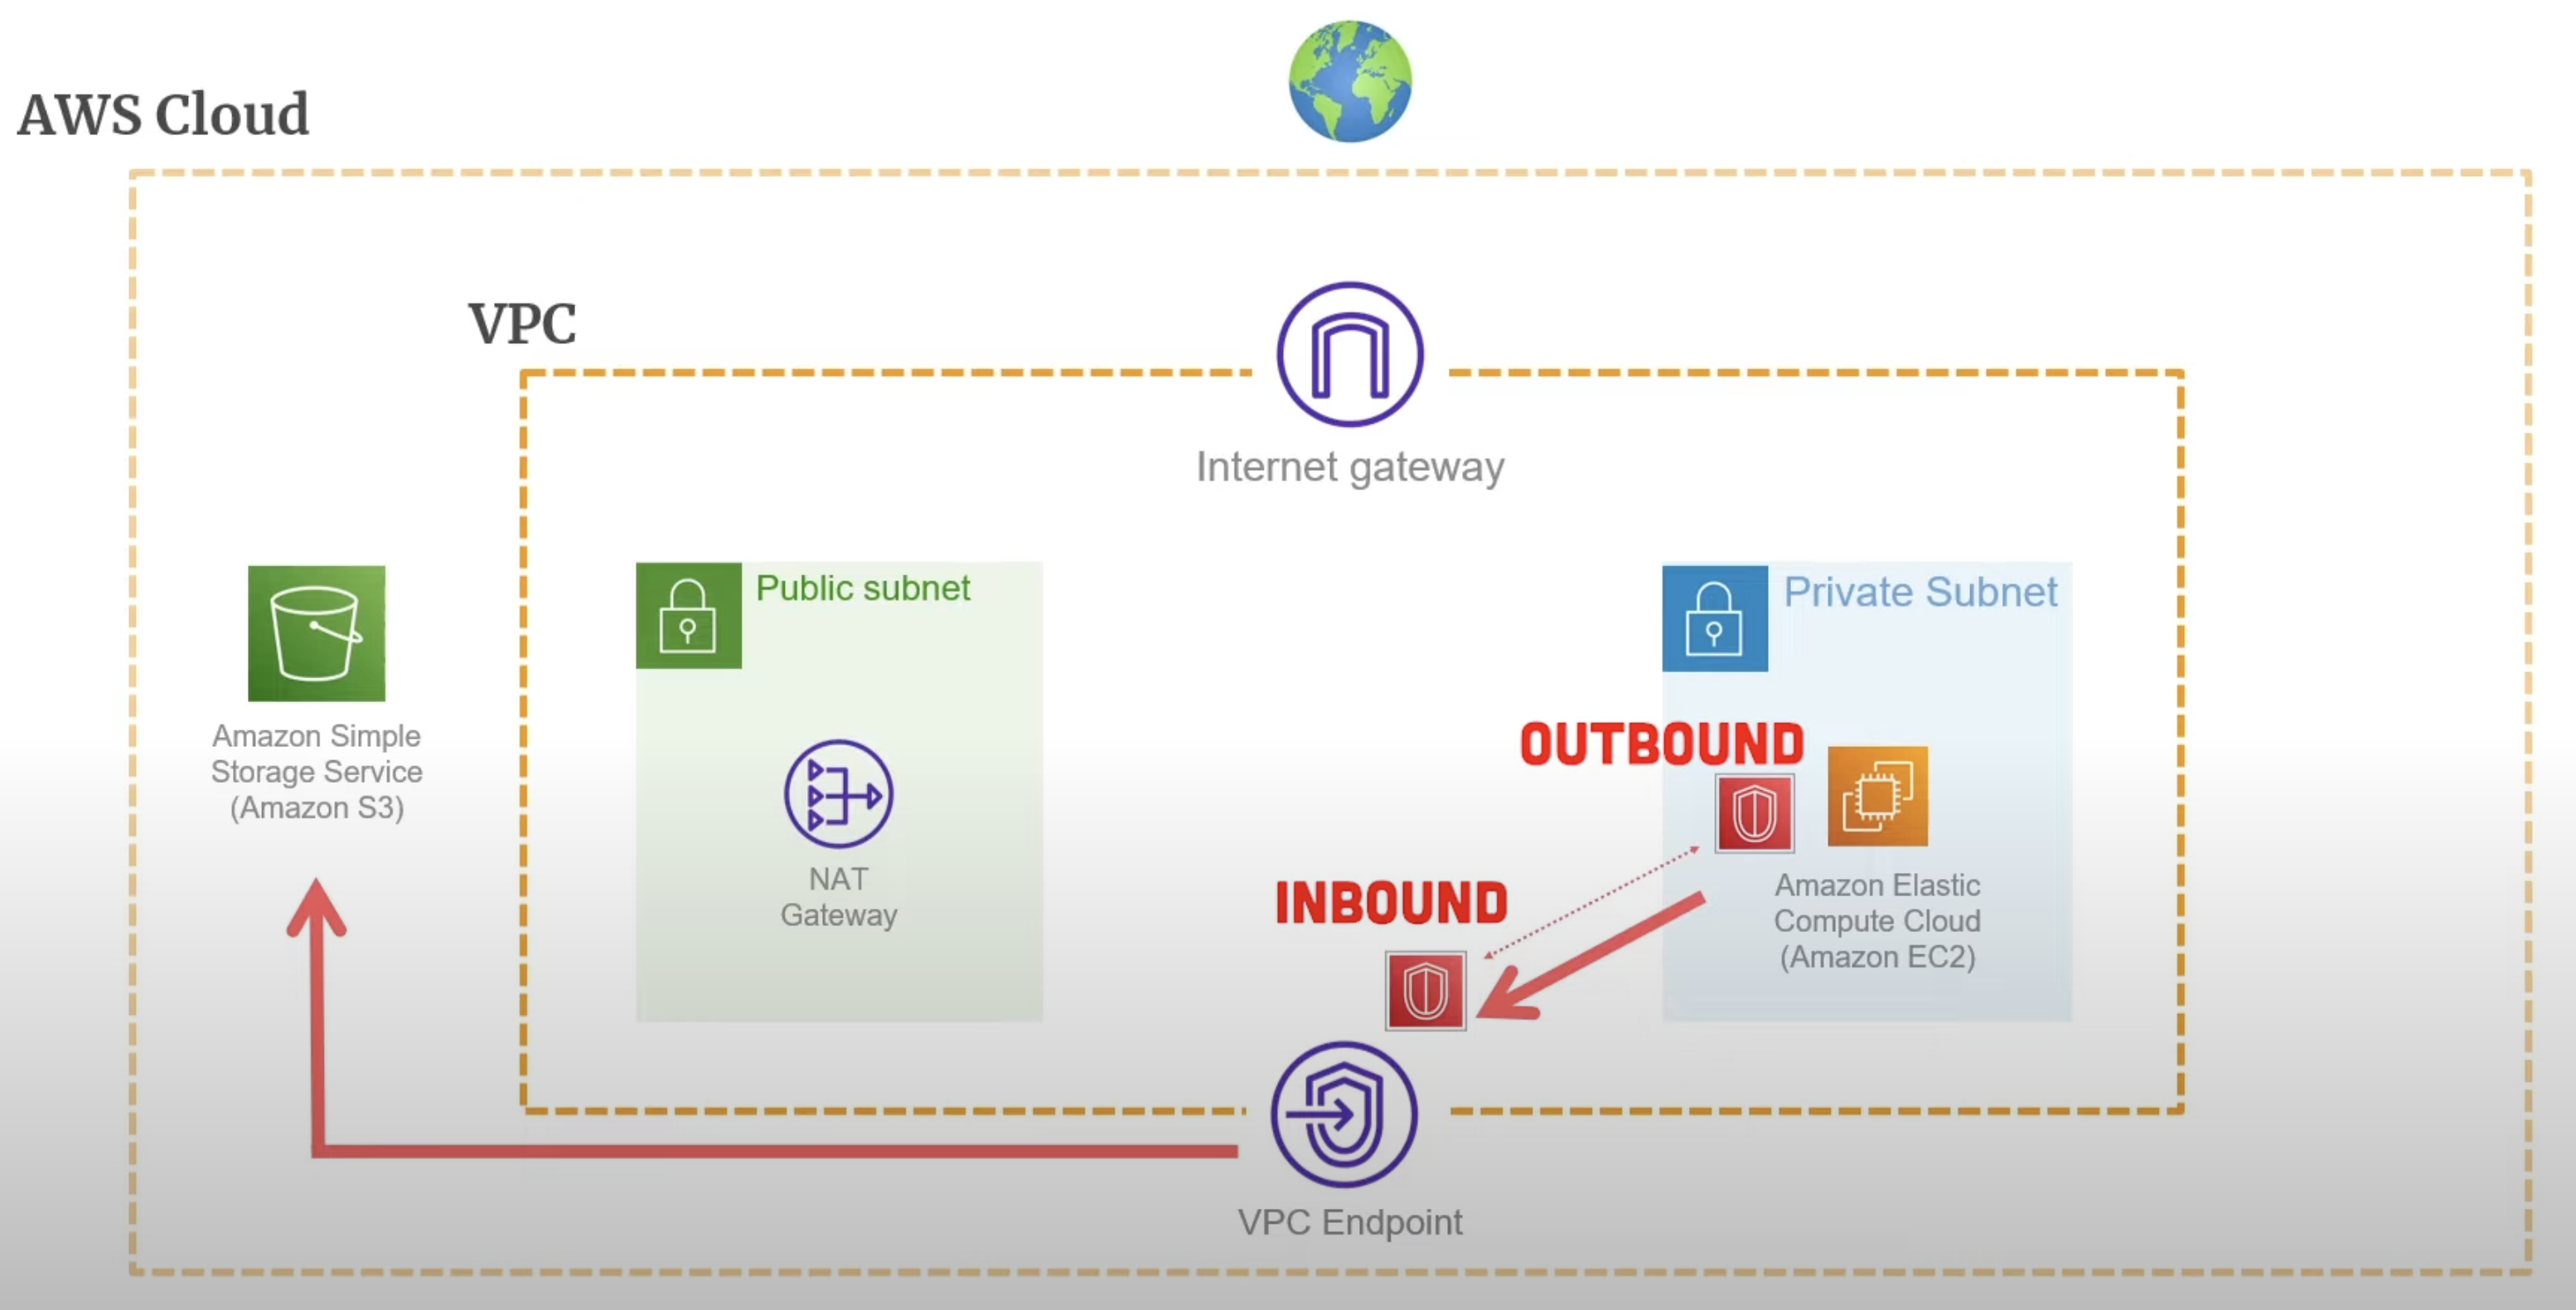 AWS Cloud
VPC
Internet gateway
Public subnet
Private Subnet
Amazon Simple
Storage Service
(Amazon S3)
NAT
Gateway
OUTBOUND
INBOUND
Amazon Elastic
Compute Cloud
(Amazon EC2)
VPC Endpoint